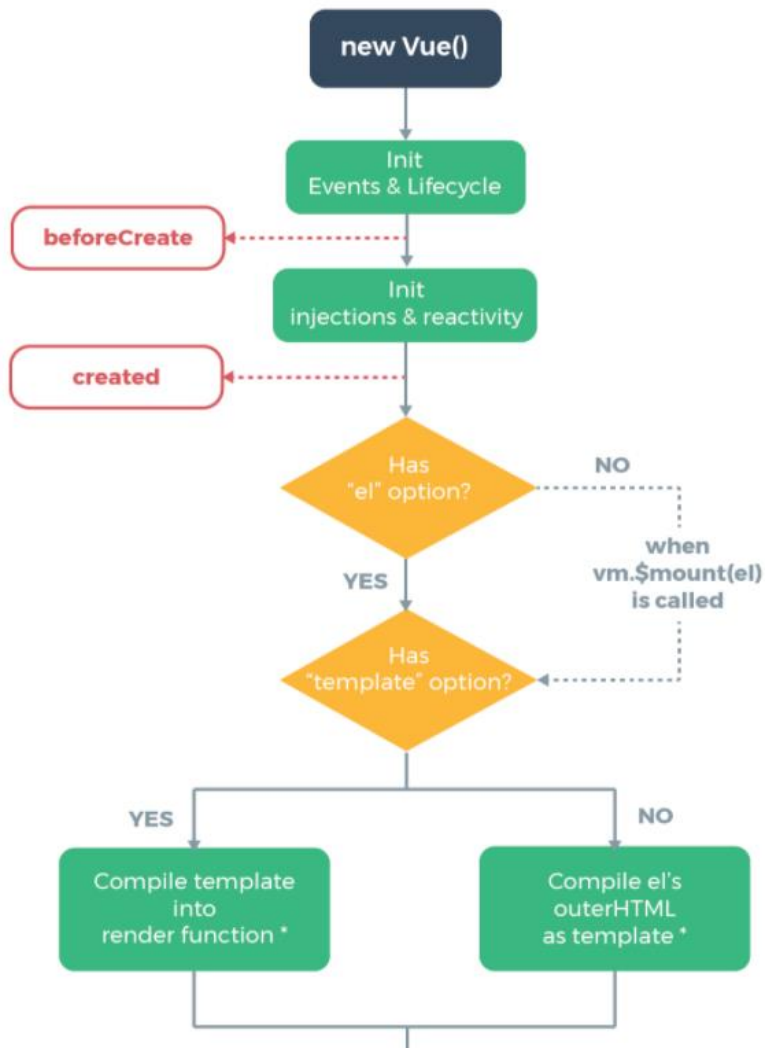 new Vue()
Init
Events & Lifecycle
beforeCreate
Init
injections & reactivity
created
Has
“el” option?
NO
when
vm.$mount(el)
is called
YES
Has
“template” option?
YES
NO
Compile template
into
render function *
Compile el’s
outerHTML
as template *